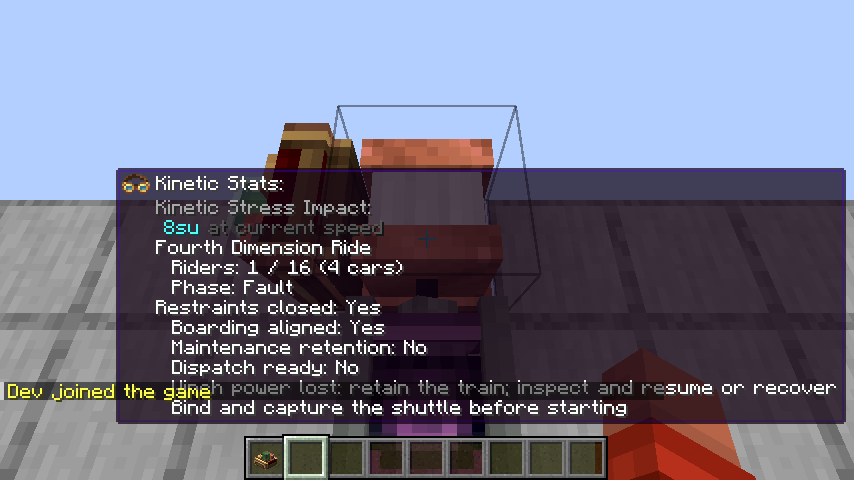 Kinetic Stats:
Kinetic Stress Impact:
8su at current speed
Fourth Dimension Ride
Riders: 1 / 16 (4 cars)
Phase: Fault
Restraints closed: Yes
Boarding aligned: Yes
Maintenance retention: No
Dispatch ready: No
power lost: retain the train; inspect and resume or recover
Dev joined the game
Bind and capture the shuttle before starting